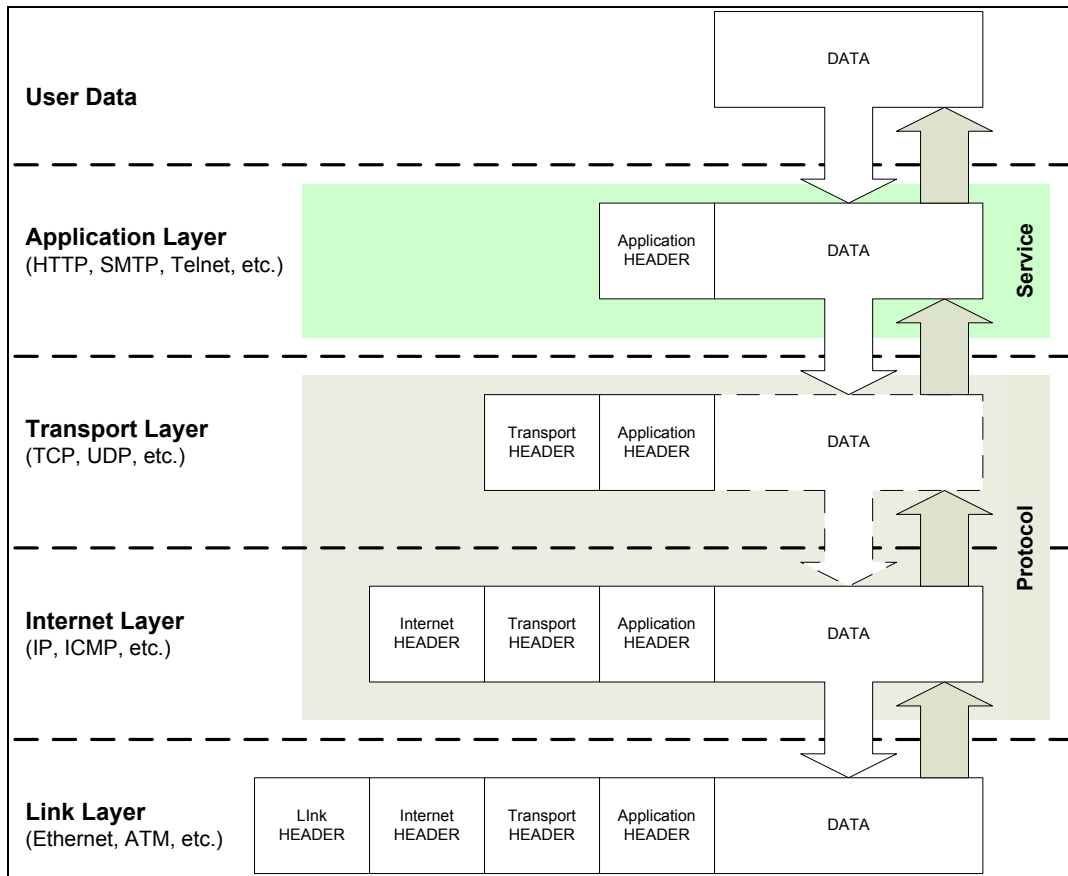 DATA
User Data
Application Layer
(HTTP, SMTP, Telnet, etc.)
Application
HEADER
DATA
Service
Transport Layer
(TCP, UDP, etc.)
Transport
HEADER
Application
HEADER
DATA
Protocol
Internet Layer
(IP, ICMP, etc.)
Internet
HEADER
Transport
HEADER
Application
HEADER
DATA
Link Layer
(Ethernet, ATM, etc.)
LInk
HEADER
Internet
HEADER
Transport
HEADER
Application
HEADER
DATA